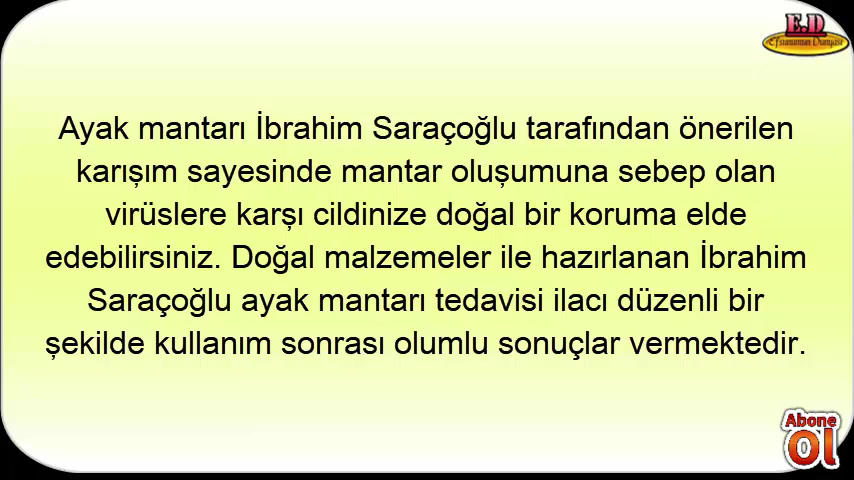 E.D
Efsununun Dünyası
Ayak mantarı İbrahim Saraçoğlu tarafından önerilen
karışım sayesinde mantar oluşumuna sebep olan
virüslere karşı cildinize doğal bir koruma elde
edebilirsiniz. Doğal malzemeler ile hazırlanan İbrahim
Saraçoğlu ayak mantarı tedavisi ilacı düzenli bir
şekilde kullanım sonrası olumlu sonuçlar vermektedir.
Abone
Ol